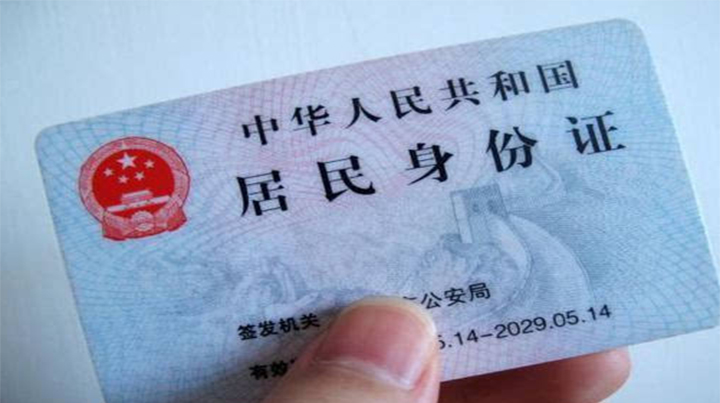 中华人民共和国
居民身份证
签发机关 公安局
有效 5.14-2029.05.14